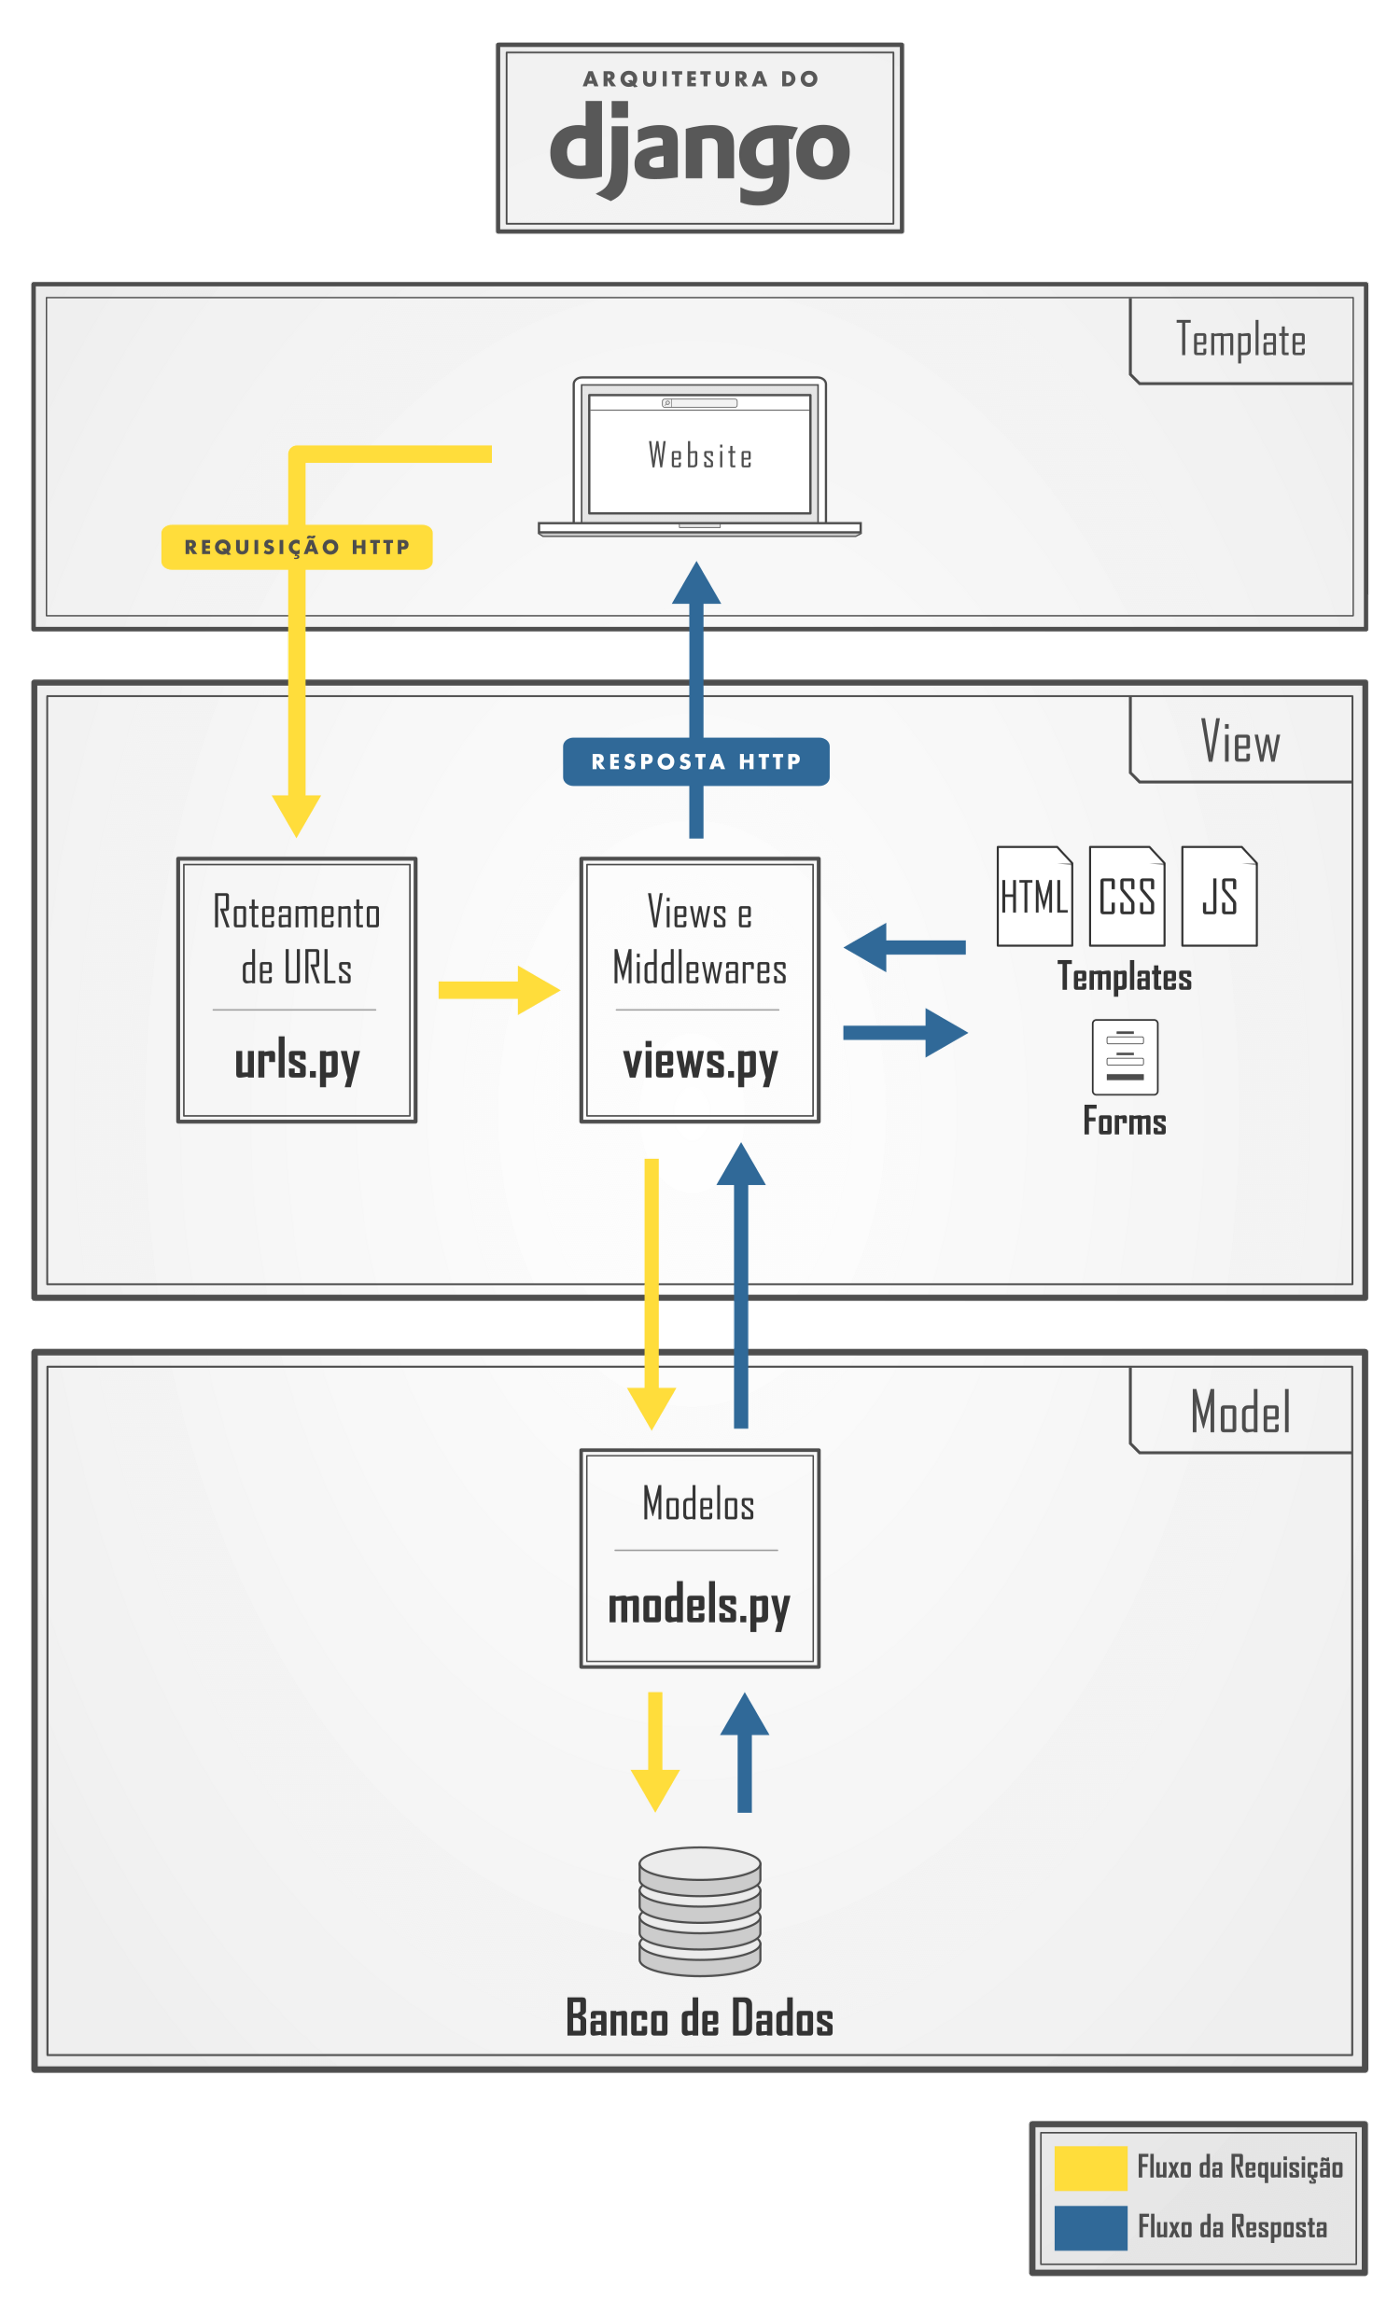 ARQUITETURA DO
django
Template
Website
REQUISIÇÃO HTTP
View
RESPOSTA HTTP
Roteamento
de URLs
urls.py
Views e
Middlewares
views.py
HTML CSS JS
Templates
Forms
Model
Modelos
models.py
Banco de Dados
Fluxo da Requisição
Fluxo da Resposta